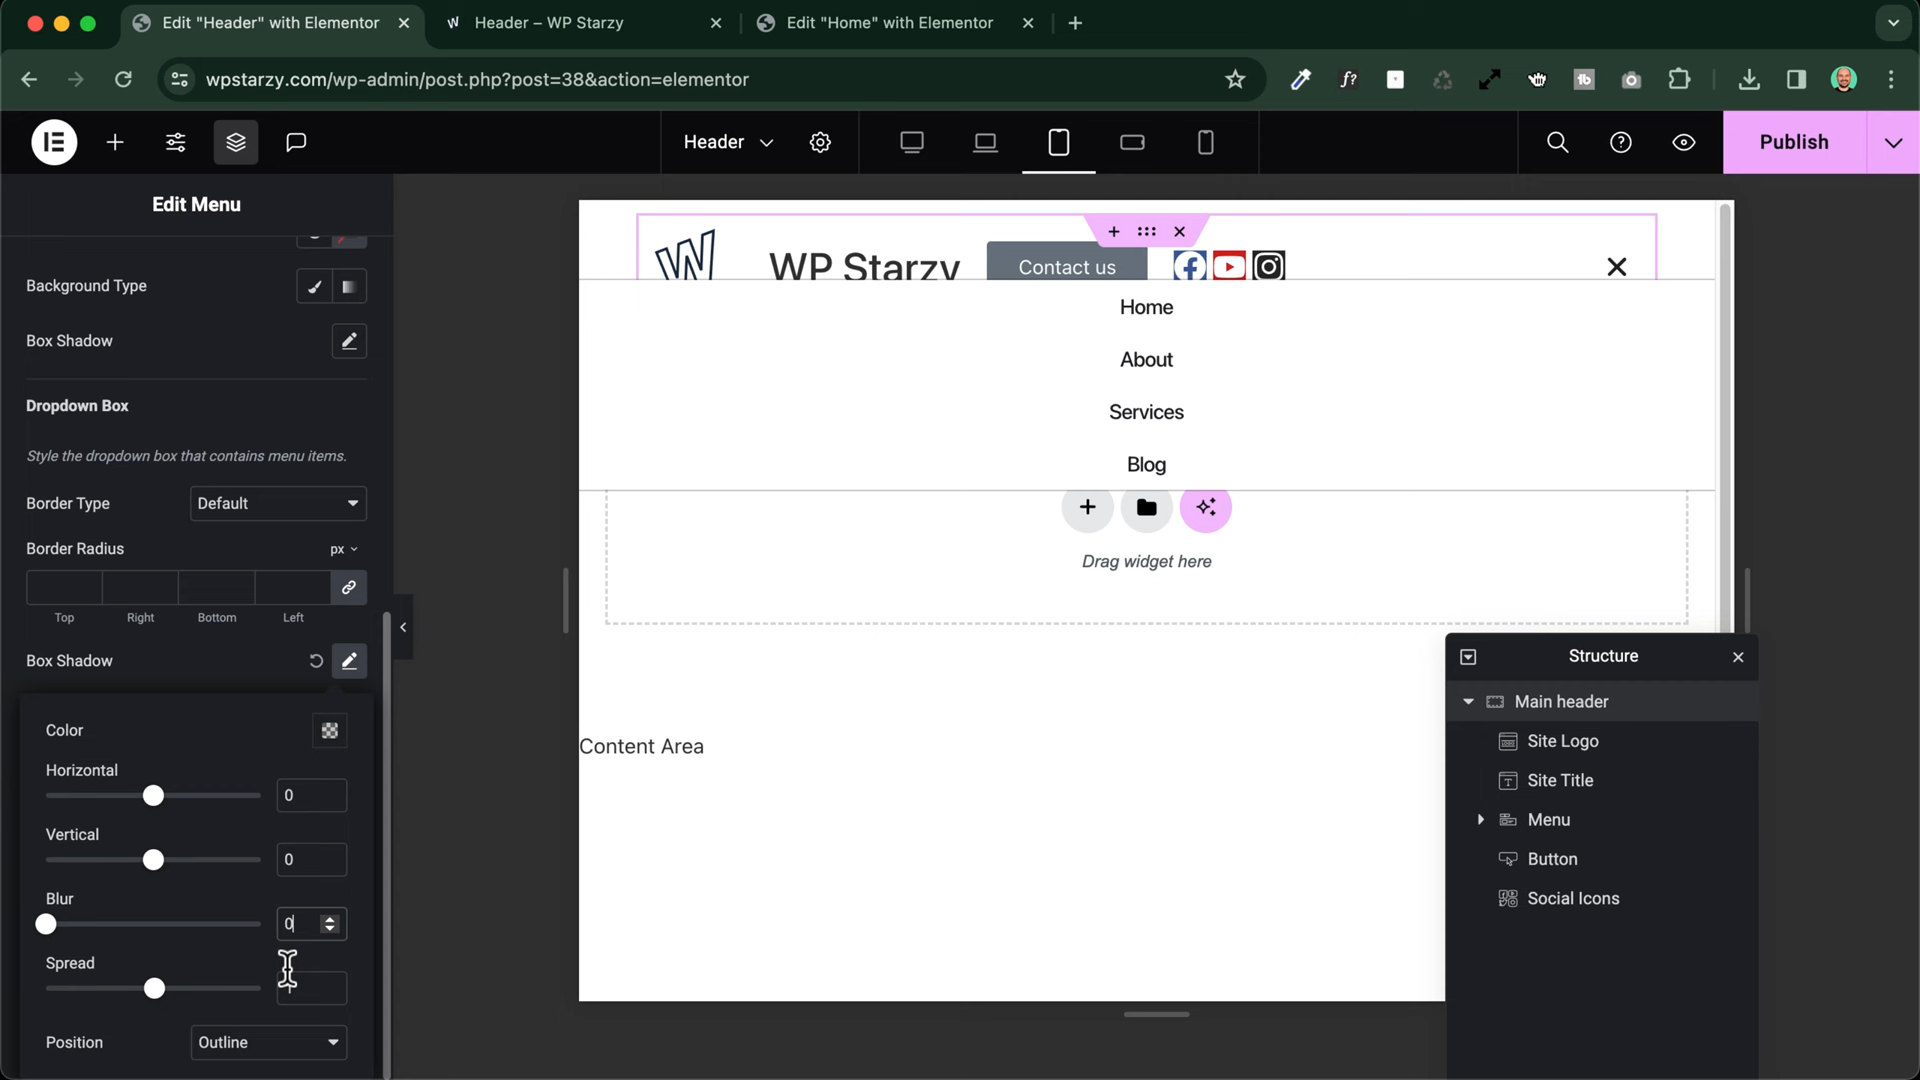 Edit "Header" with Elementor
Header – WP Starzy
Edit "Home" with Elementor
wpstarzy.com/wp-admin/post.php?post=38&action=elementor
Header
Publish
Edit Menu
Background Type
Box Shadow
Dropdown Box
Style the dropdown box that contains menu items.
Border Type
Default
Border Radius
px
Top
Right
Bottom
Left
Box Shadow
Color
Horizontal
0
Vertical
0
Blur
0
Spread
Position
Outline
WP Starzy
Contact us
Home
About
Services
Blog
Drag widget here
Content Area
Structure
Main header
Site Logo
Site Title
Menu
Button
Social Icons